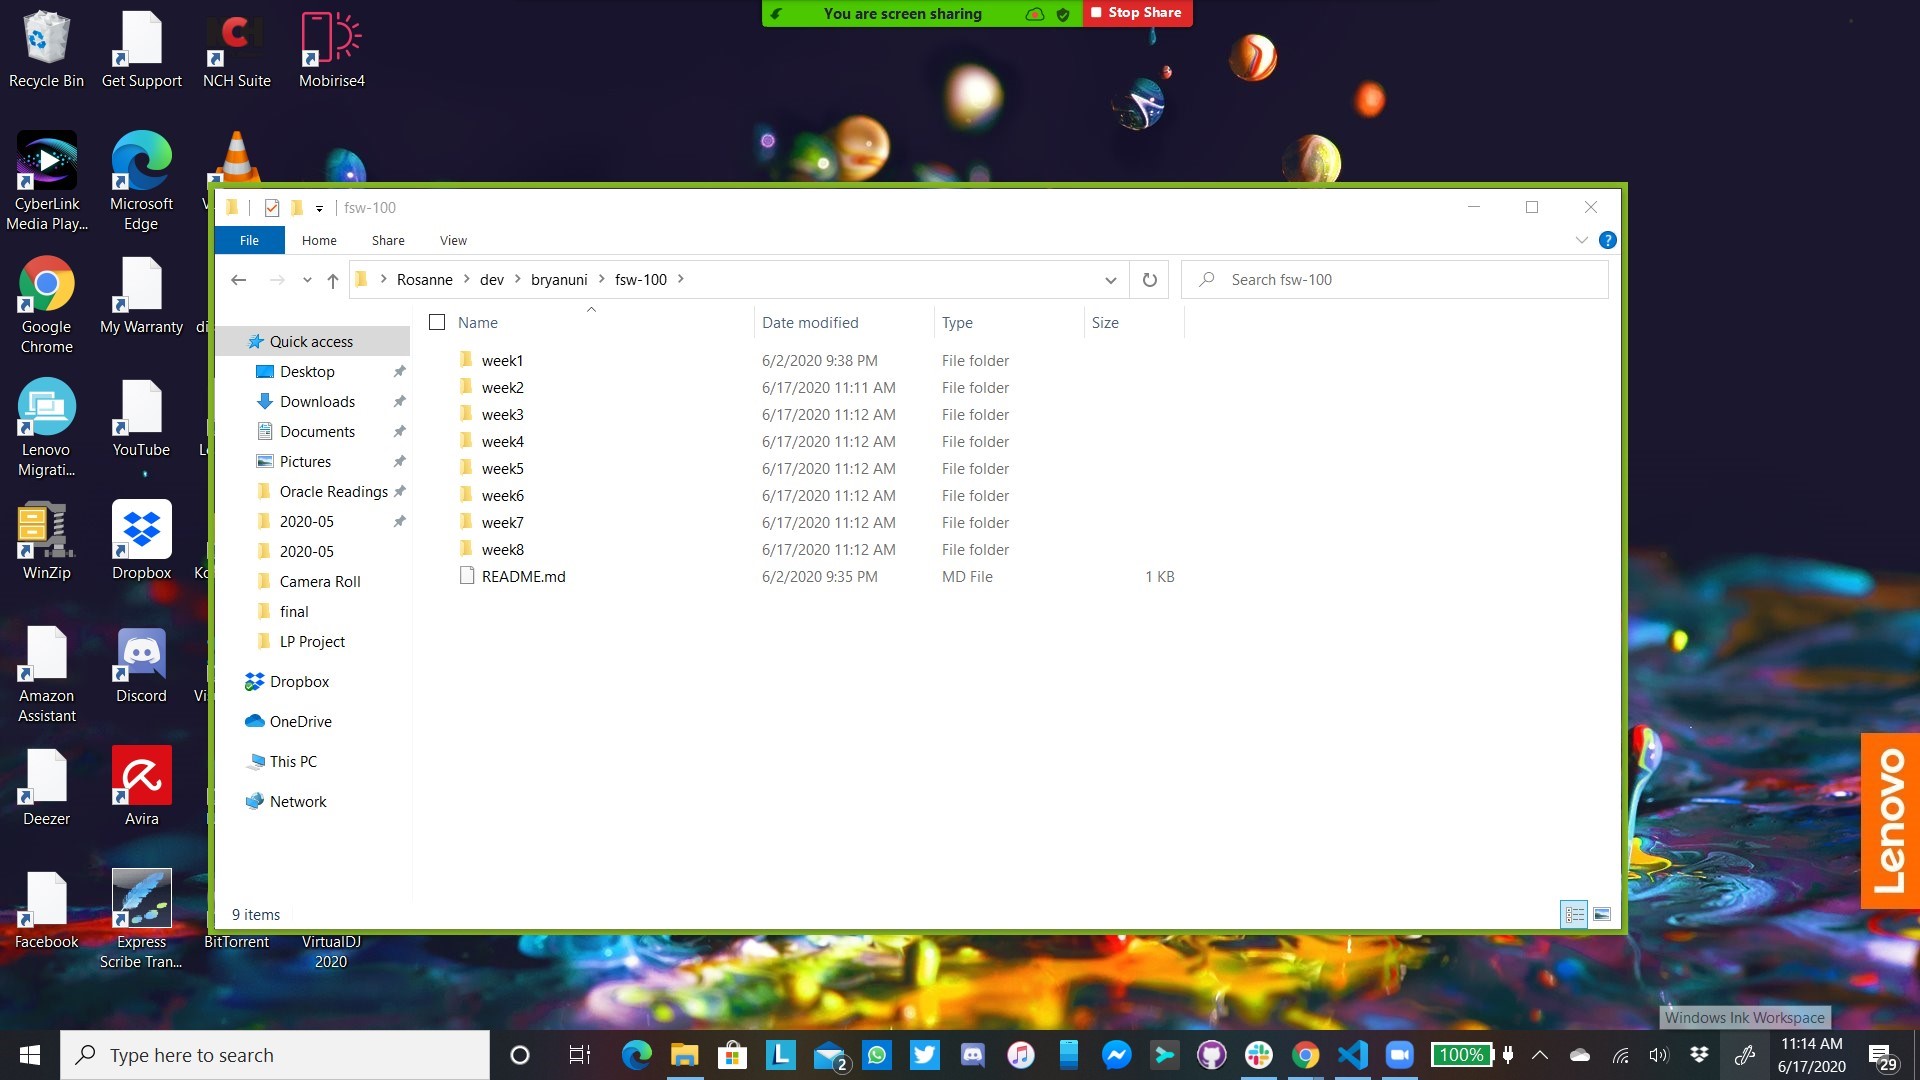 You are screen sharing
Stop Share
Recycle Bin
Get Support
NCH Suite
Mobirise4
CyberLink
Media Play...
Microsoft
Edge
Google
Chrome
My Warranty
Lenovo
Migrati...
YouTube
WinZip
Dropbox
Amazon
Assistant
Discord
Deezer
Avira
Facebook
Express
Scribe Tran...
BitTorrent
VirtualDJ
2020
fsw-100
File
Home
Share
View
Rosanne
dev
bryanuni
fsw-100
Search fsw-100
Quick access
Desktop
Downloads
Documents
Pictures
Oracle Readings
2020-05
2020-05
Camera Roll
final
LP Project
Dropbox
OneDrive
This PC
Network
Name Date modified Type Size
week1 6/2/2020 9:38 PM File folder
week2 6/17/2020 11:11 AM File folder
week3 6/17/2020 11:12 AM File folder
week4 6/17/2020 11:12 AM File folder
week5 6/17/2020 11:12 AM File folder
week6 6/17/2020 11:12 AM File folder
week7 6/17/2020 11:12 AM File folder
week8 6/17/2020 11:12 AM File folder
README.md 6/2/2020 9:35 PM MD File 1 KB
9 items
Lenovo
Windows Ink Workspace
Type here to search
L
2
100%
11:14 AM
6/17/2020
29